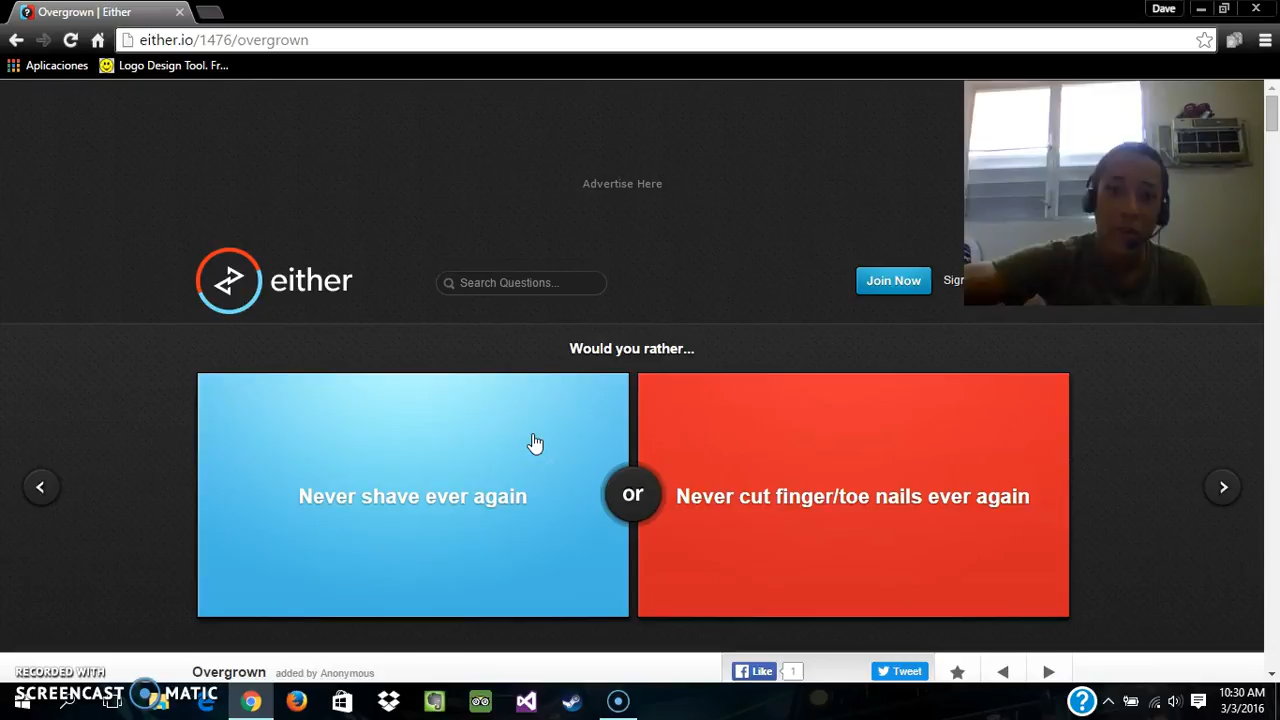 Overgrown | Either
Dave
either.io/1476/overgrown
Aplicaciones
Logo Design Tool. Fr...
Advertise Here
either
Search Questions...
Join Now
Sign
Would you rather...
Never shave ever again
or
Never cut finger/toe nails ever again
Overgrown added by Anonymous
Like 1
Tweet
RECORDED WITH
SCREENCAST MATIC
10:30 AM
3/3/2016